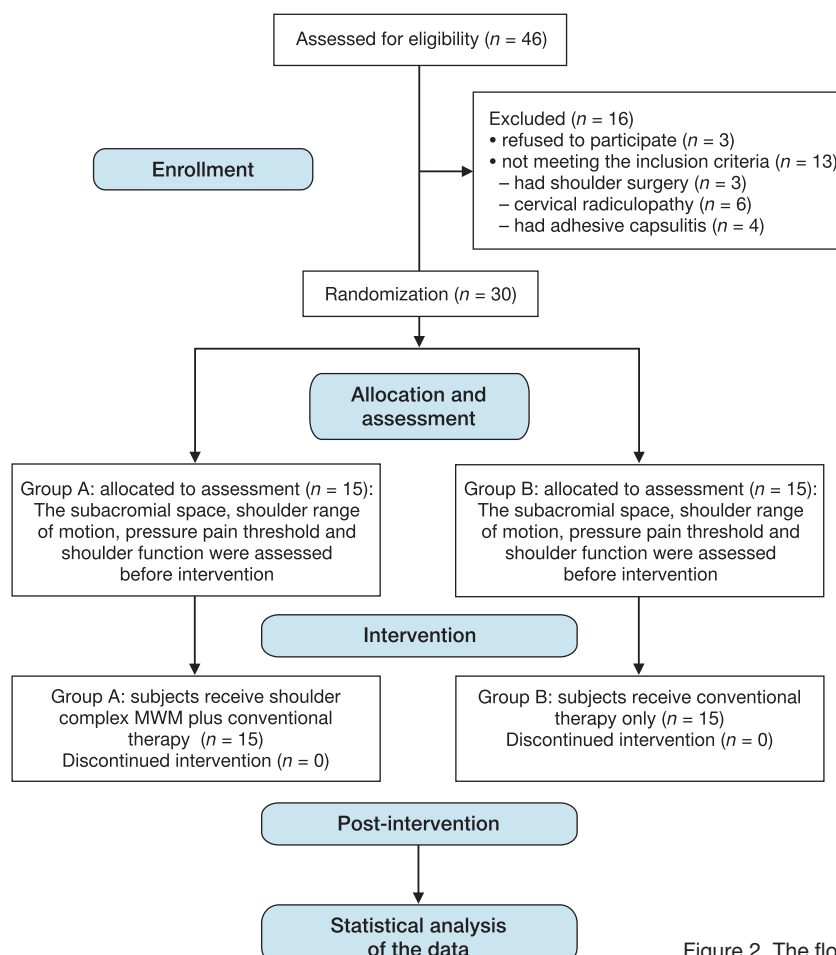 Assessed for eligibility (n = 46)
Excluded (n = 16)
• refused to participate (n = 3)
• not meeting the inclusion criteria (n = 13)
– had shoulder surgery (n = 3)
– cervical radiculopathy (n = 6)
– had adhesive capsulitis (n = 4)
Enrollment
Randomization (n = 30)
Allocation and
assessment
Group A: allocated to assessment (n = 15):
The subacromial space, shoulder range
of motion, pressure pain threshold and
shoulder function were assessed
before intervention
Group B: allocated to assessment (n = 15):
The subacromial space, shoulder range
of motion, pressure pain threshold and
shoulder function were assessed
before intervention
Intervention
Group A: subjects receive shoulder
complex MWM plus conventional
therapy (n = 15)
Discontinued intervention (n = 0)
Group B: subjects receive conventional
therapy only (n = 15)
Discontinued intervention (n = 0)
Post-intervention
Statistical analysis
of the data
Figure 2. The flo